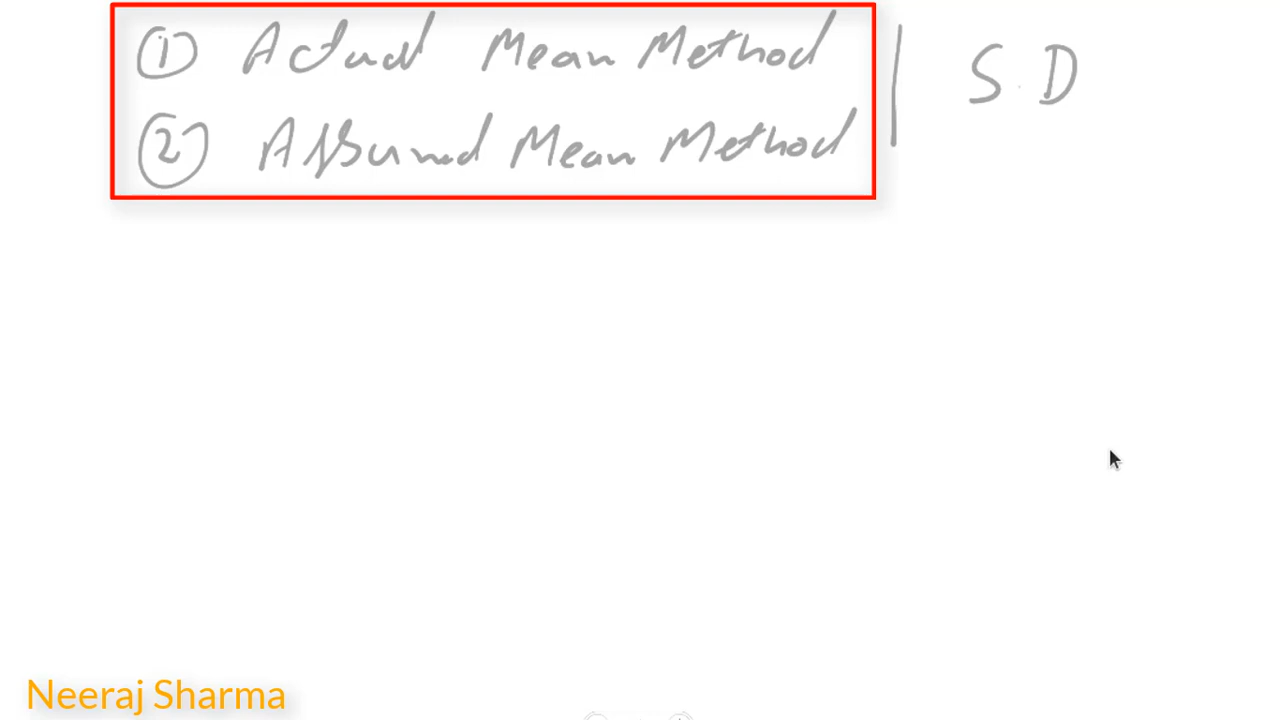 ① Actual Mean Method | S.D
② Assumed Mean Method
Neeraj Sharma